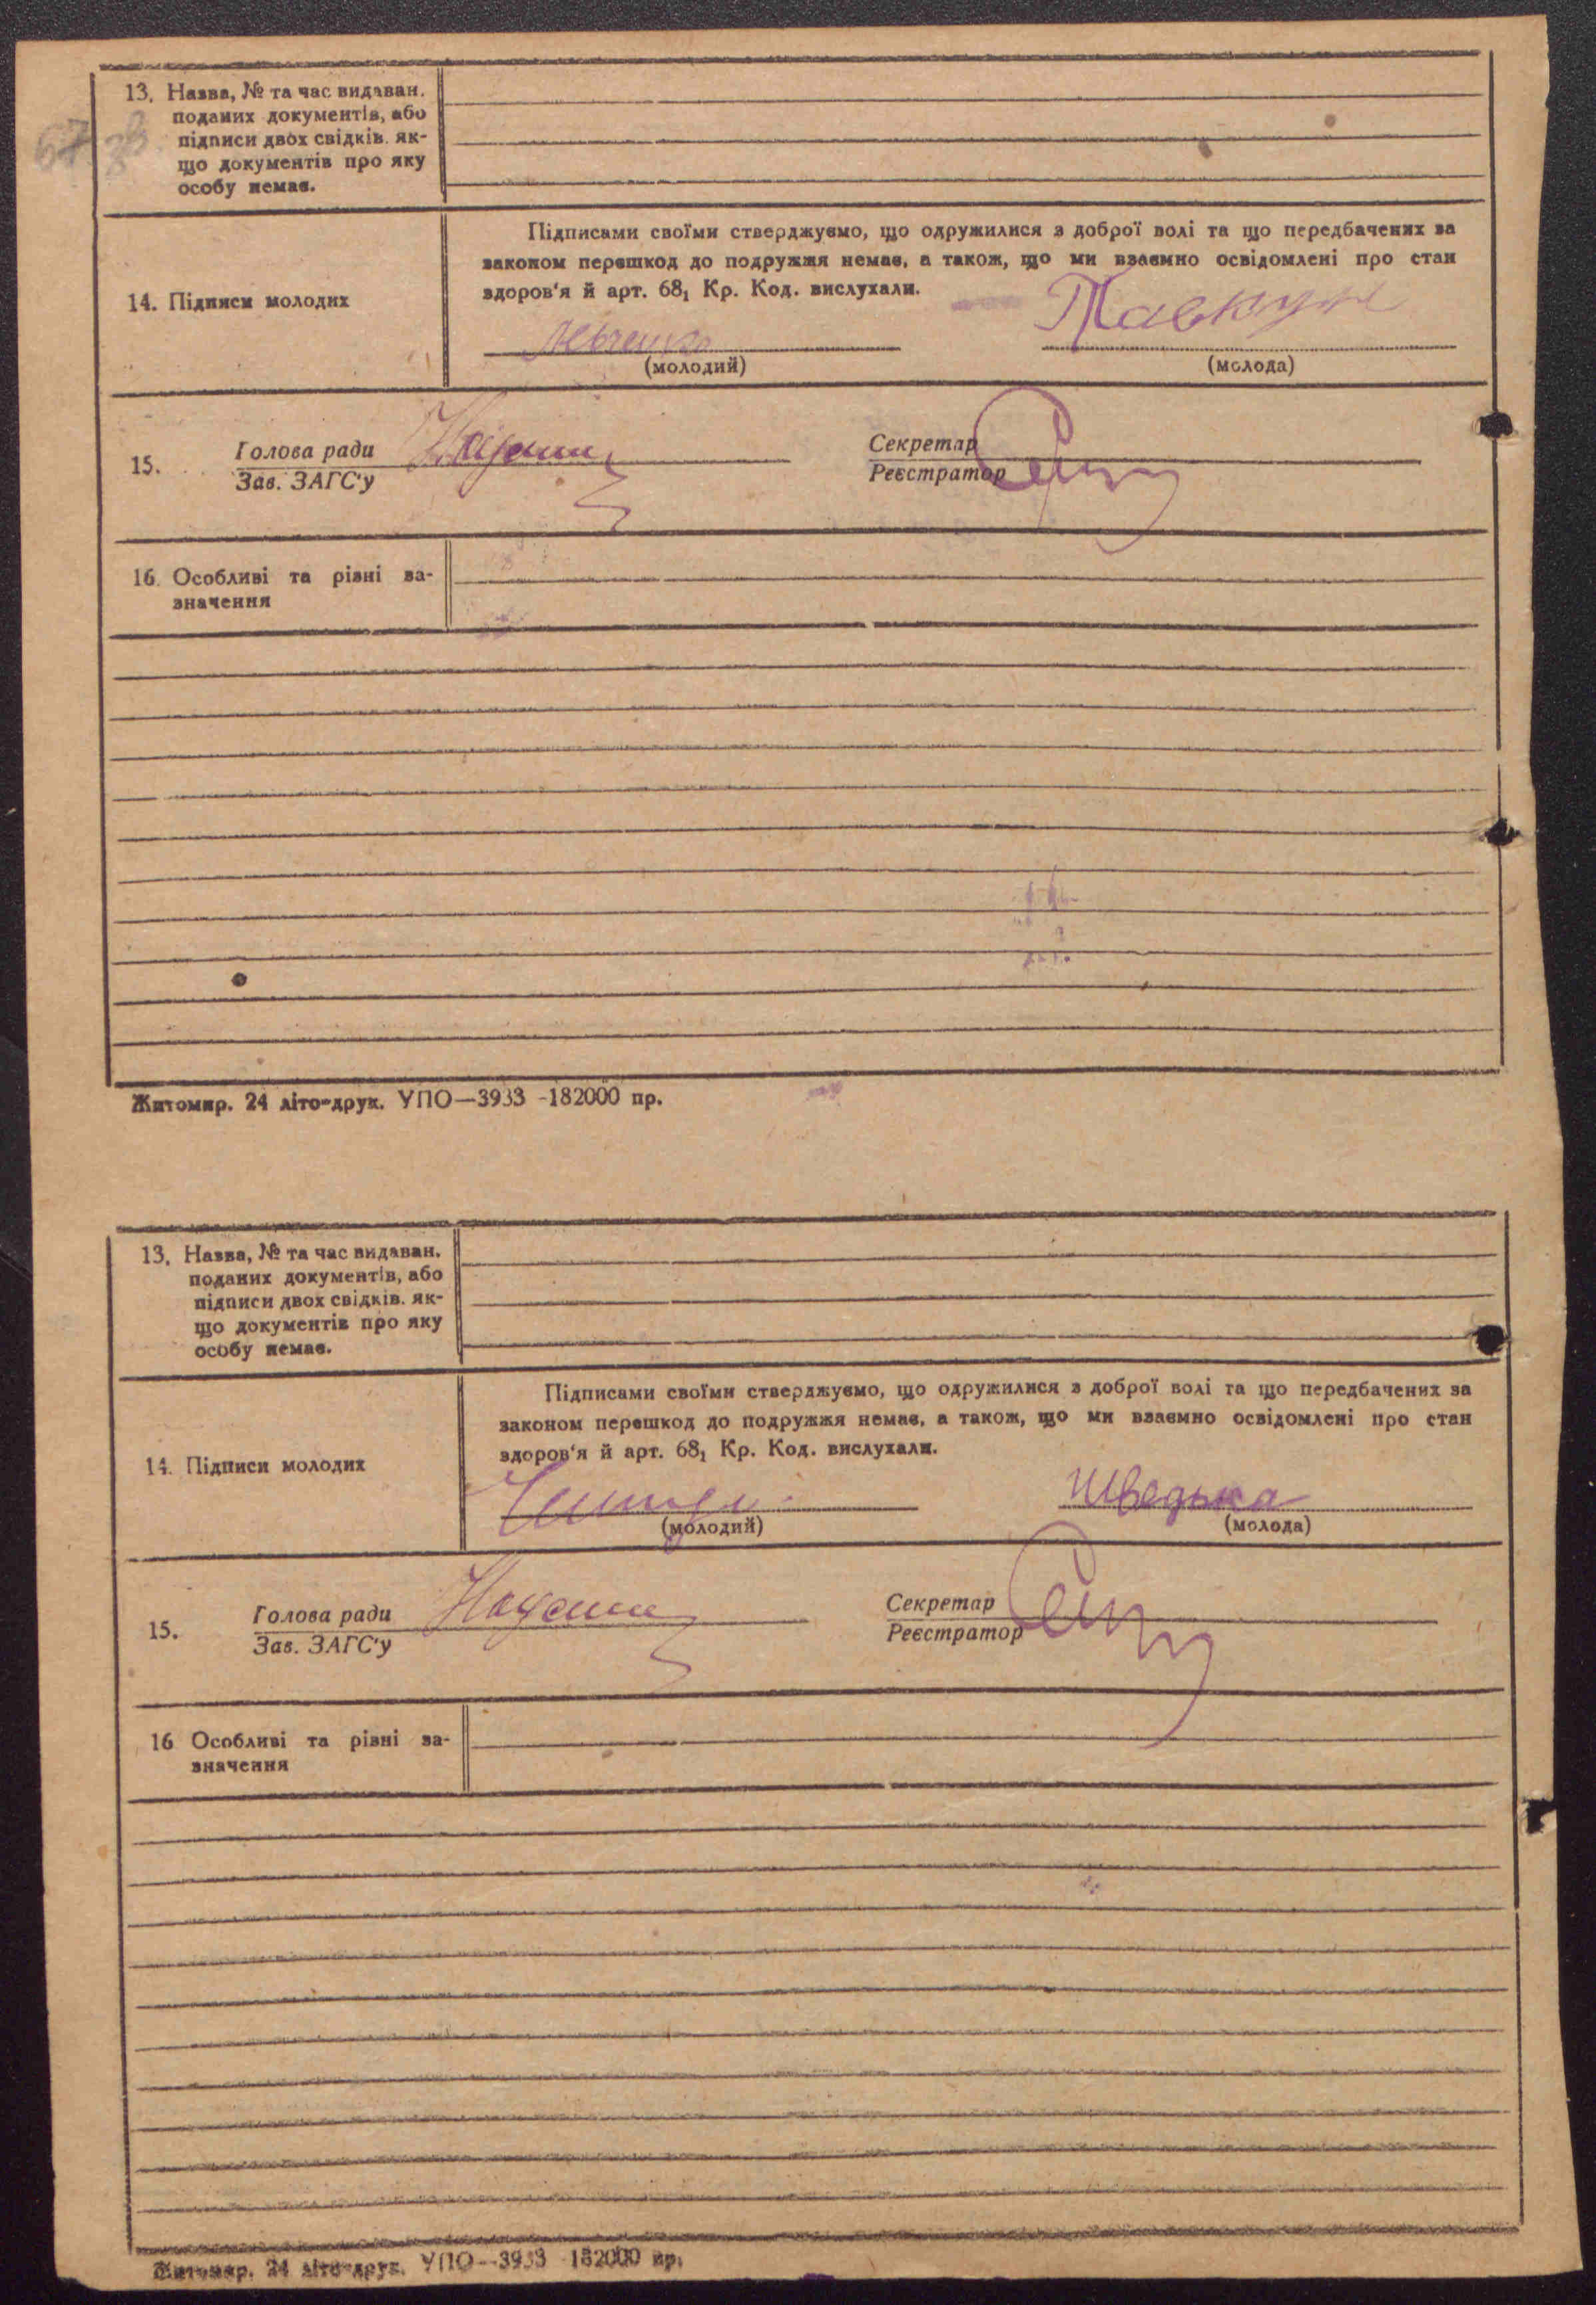 13. Назва, № та час видаван.
поданих документів, або
підписи двох свідків. як-
що документів про яку
особу немає.
Підписами своїми стверджуємо, що одружилися з доброї волі та що передбачених за
законом перешкод до подружжя немає, а також, що ми взаємно освідомлені про стан
здоров'я й арт. 68₁ Кр. Код. вислухали.
14. Підписи молодих
(молодий) (молода)
15. Голова ради Секретар
Зав. ЗАГС'у Реєстратор
16. Особливі та різні за-
значення
Житомир. 24 літо-друк. УПО—3933 -182000 пр.
13. Назва, № та час видаван.
поданих документів, або
підписи двох свідків. як-
що документів про яку
особу немає.
Підписами своїми стверджуємо, що одружилися з доброї волі та що передбачених за
законом перешкод до подружжя немає, а також, що ми взаємно освідомлені про стан
здоров'я й арт. 68₁ Кр. Код. вислухали.
14. Підписи молодих
Шведька
(молодий) (молода)
15. Голова ради Секретар
Зав. ЗАГС'у Реєстратор
16 Особливі та різні за-
значення
Житомир. 24 літо-друк. УПО—3933 182000 пр.